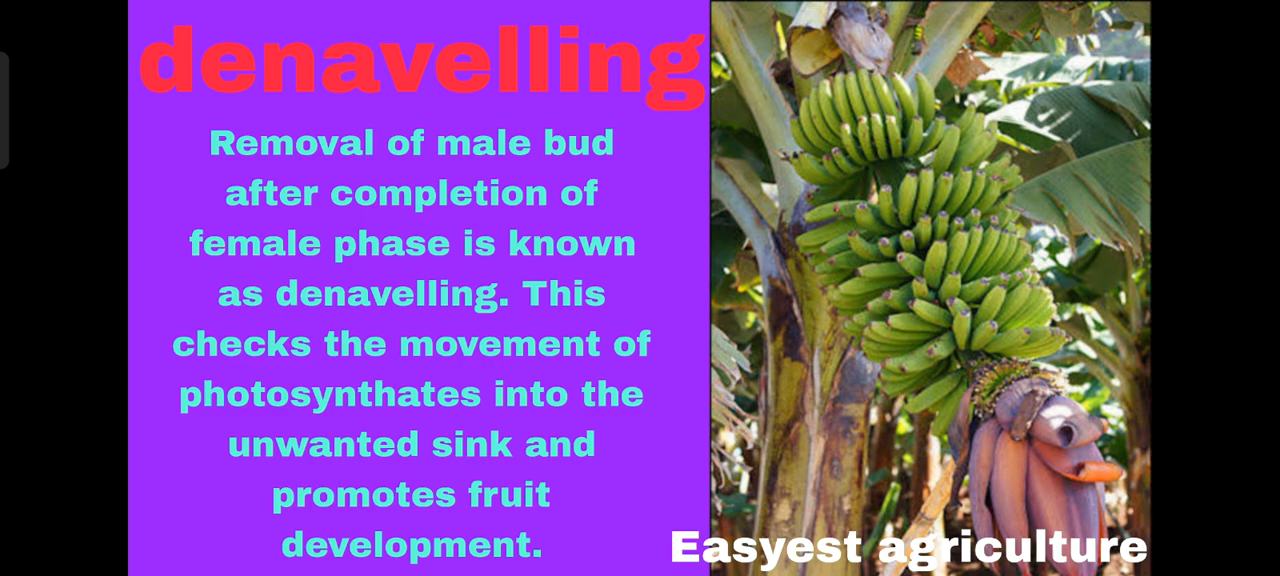 denavelling
Removal of male bud
after completion of
female phase is known
as denavelling. This
checks the movement of
photosynthates into the
unwanted sink and
promotes fruit
development.
Easyest agriculture